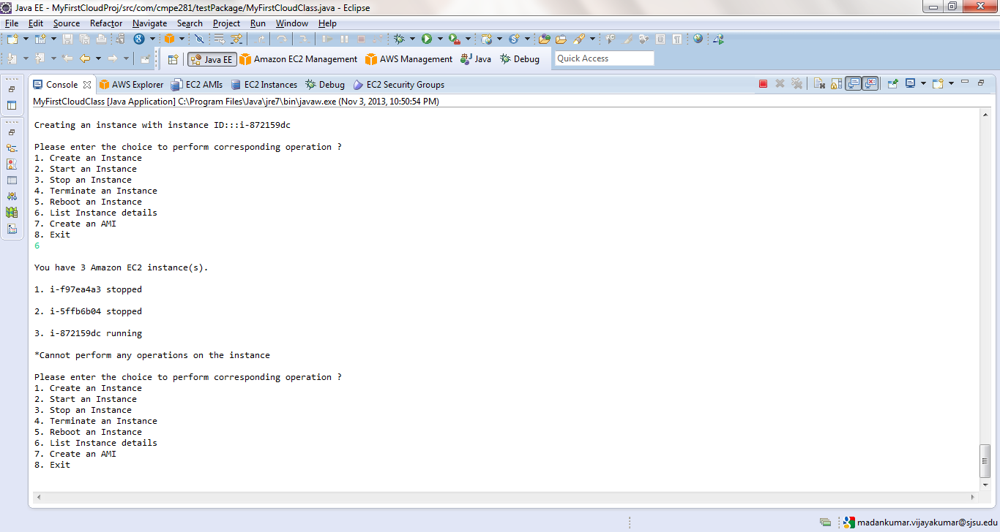 Java EE - MyFirstCloudProj/src/com/cmpe281/testPackage/MyFirstCloudClass.java - Eclipse
File Edit Source Refactor Navigate Search Project Run Window Help
Java EE Amazon EC2 Management AWS Management Java Debug Quick Access
Console AWS Explorer EC2 AMIs EC2 Instances Debug EC2 Security Groups
MyFirstCloudClass [Java Application] C:\Program Files\Java\jre7\bin\javaw.exe (Nov 3, 2013, 10:50:54 PM)
Creating an instance with instance ID:::i-872159dc
Please enter the choice to perform corresponding operation ?
1. Create an Instance
2. Start an Instance
3. Stop an Instance
4. Terminate an Instance
5. Reboot an Instance
6. List Instance details
7. Create an AMI
8. Exit
6
You have 3 Amazon EC2 instance(s).
1. i-f97ea4a3 stopped
2. i-5ffb6b04 stopped
3. i-872159dc running
*Cannot perform any operations on the instance
Please enter the choice to perform corresponding operation ?
1. Create an Instance
2. Start an Instance
3. Stop an Instance
4. Terminate an Instance
5. Reboot an Instance
6. List Instance details
7. Create an AMI
8. Exit
madankumar.vijayakumar@sjsu.edu